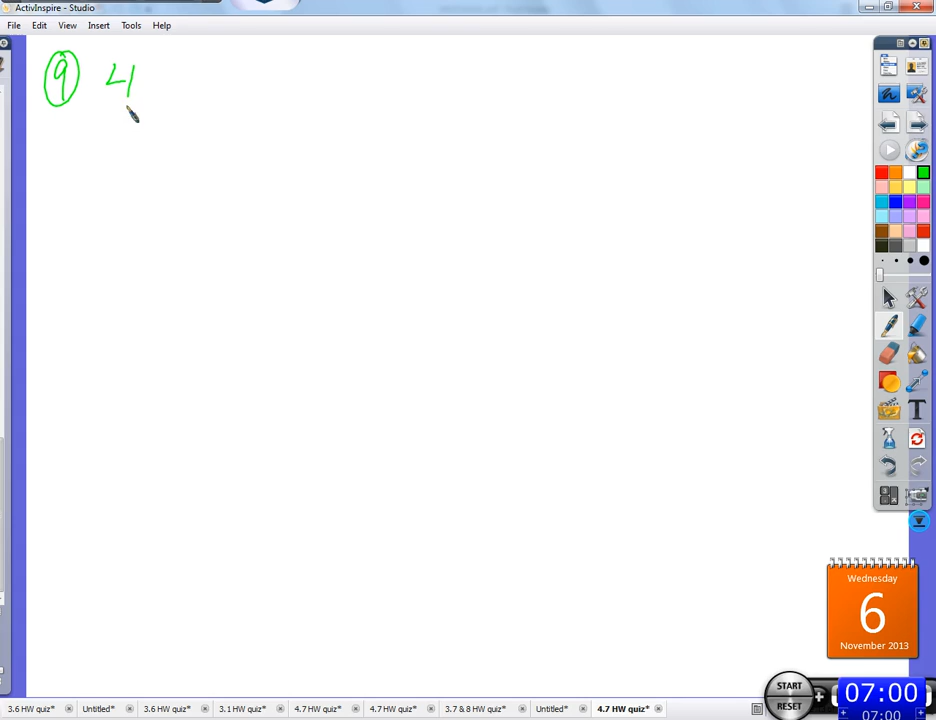 ActivInspire - Studio
File Edit View Insert Tools Help
9 4
Wednesday
6
November 2013
START
RESET
07:00
07:00
3.6 HW quiz* Untitled* 3.6 HW quiz* 3.1 HW quiz* 4.7 HW quiz* 4.7 HW quiz* 3.7 & 8 HW quiz* Untitled* 4.7 HW quiz*